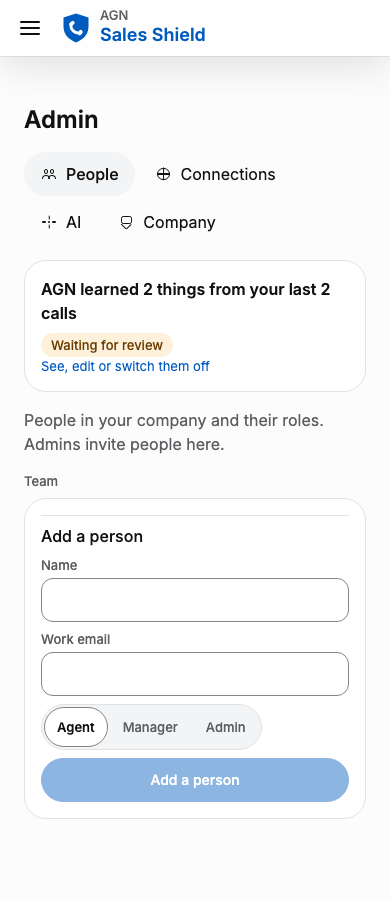 AGN
Sales Shield
Admin
People
Connections
AI
Company
AGN learned 2 things from your last 2
calls
Waiting for review
See, edit or switch them off
People in your company and their roles.
Admins invite people here.
Team
Add a person
Name
Work email
Agent
Manager
Admin
Add a person